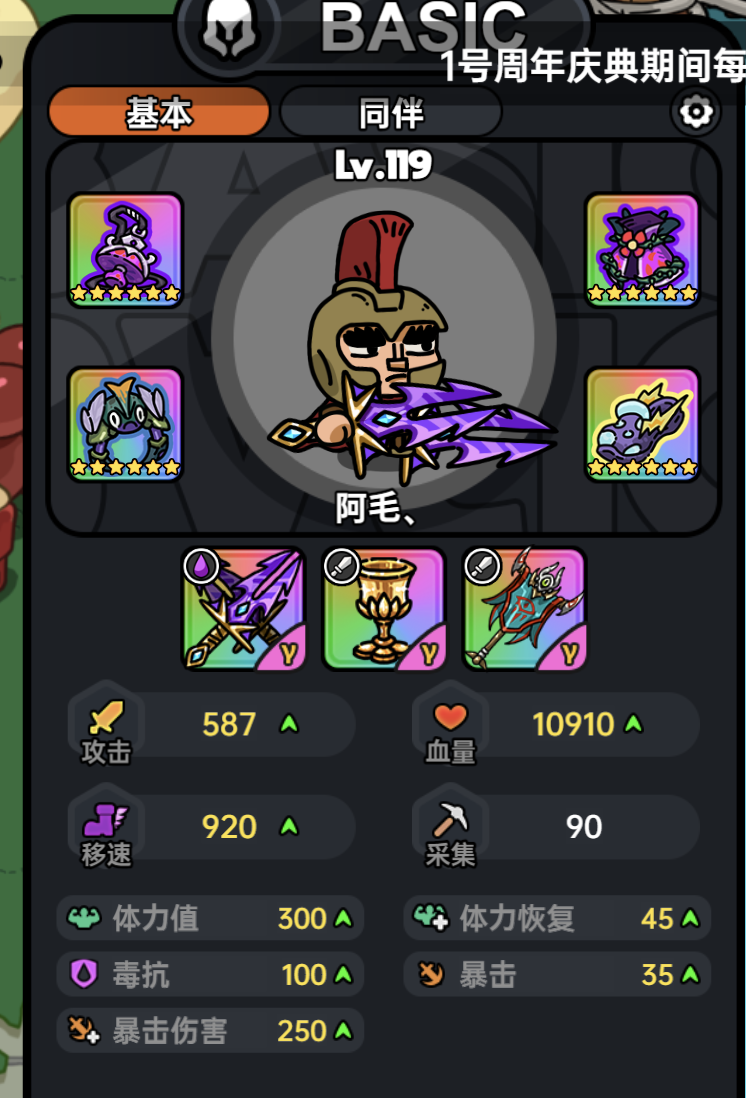 BASIC
1号周年庆典期间每
基本
同伴
Lv.119
阿毛、
γ
γ
γ
攻击
587
血量
10910
移速
920
采集
90
体力值
300
体力恢复
45
毒抗
100
暴击
35
暴击伤害
250